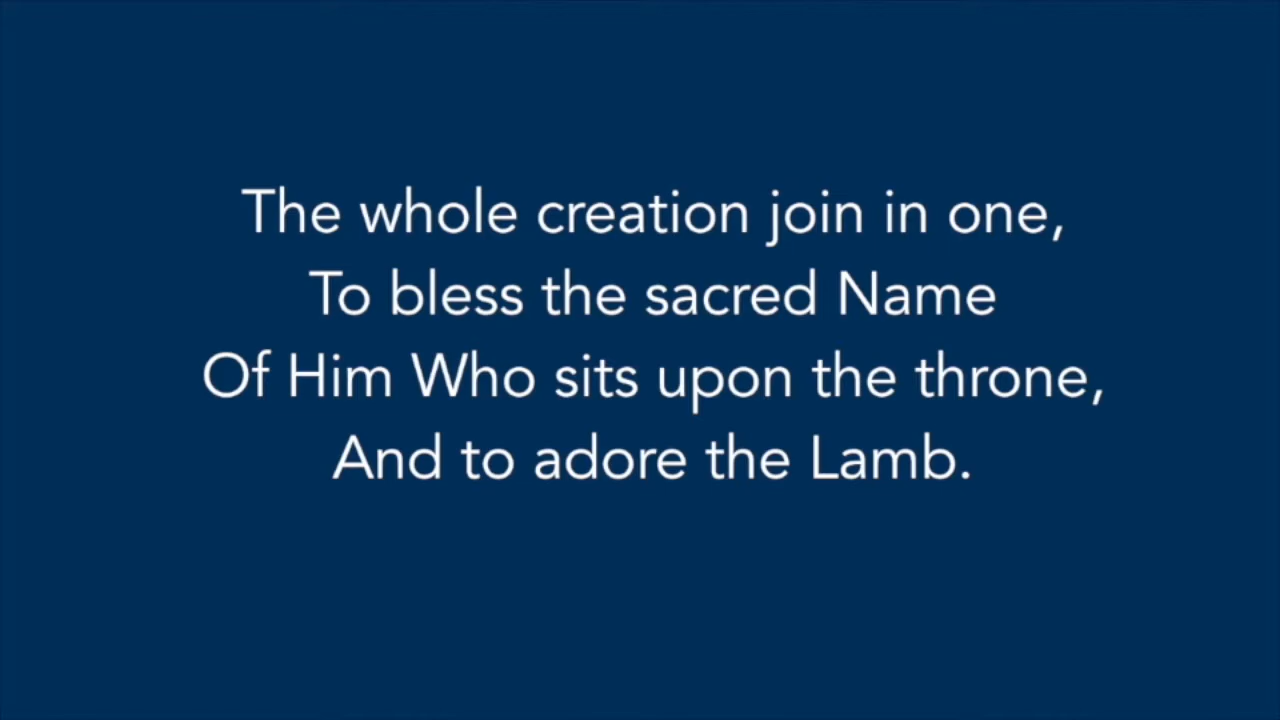 The whole creation join in one,
To bless the sacred Name
Of Him Who sits upon the throne,
And to adore the Lamb.